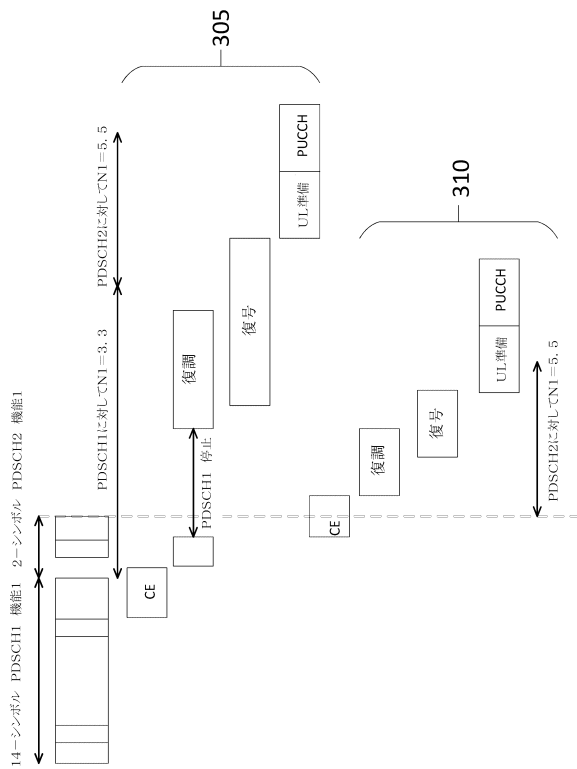 14－シンボル PDSCH1 機能1
2－シンボル PDSCH2 機能1
PDSCH1に対してN1=3.3
PDSCH2に対してN1=5.5
305
CE
PDSCH1 停止
復調
復号
UL準備
PUCCH
310
CE
復調
復号
UL準備
PUCCH
PDSCH2に対してN1=5.5